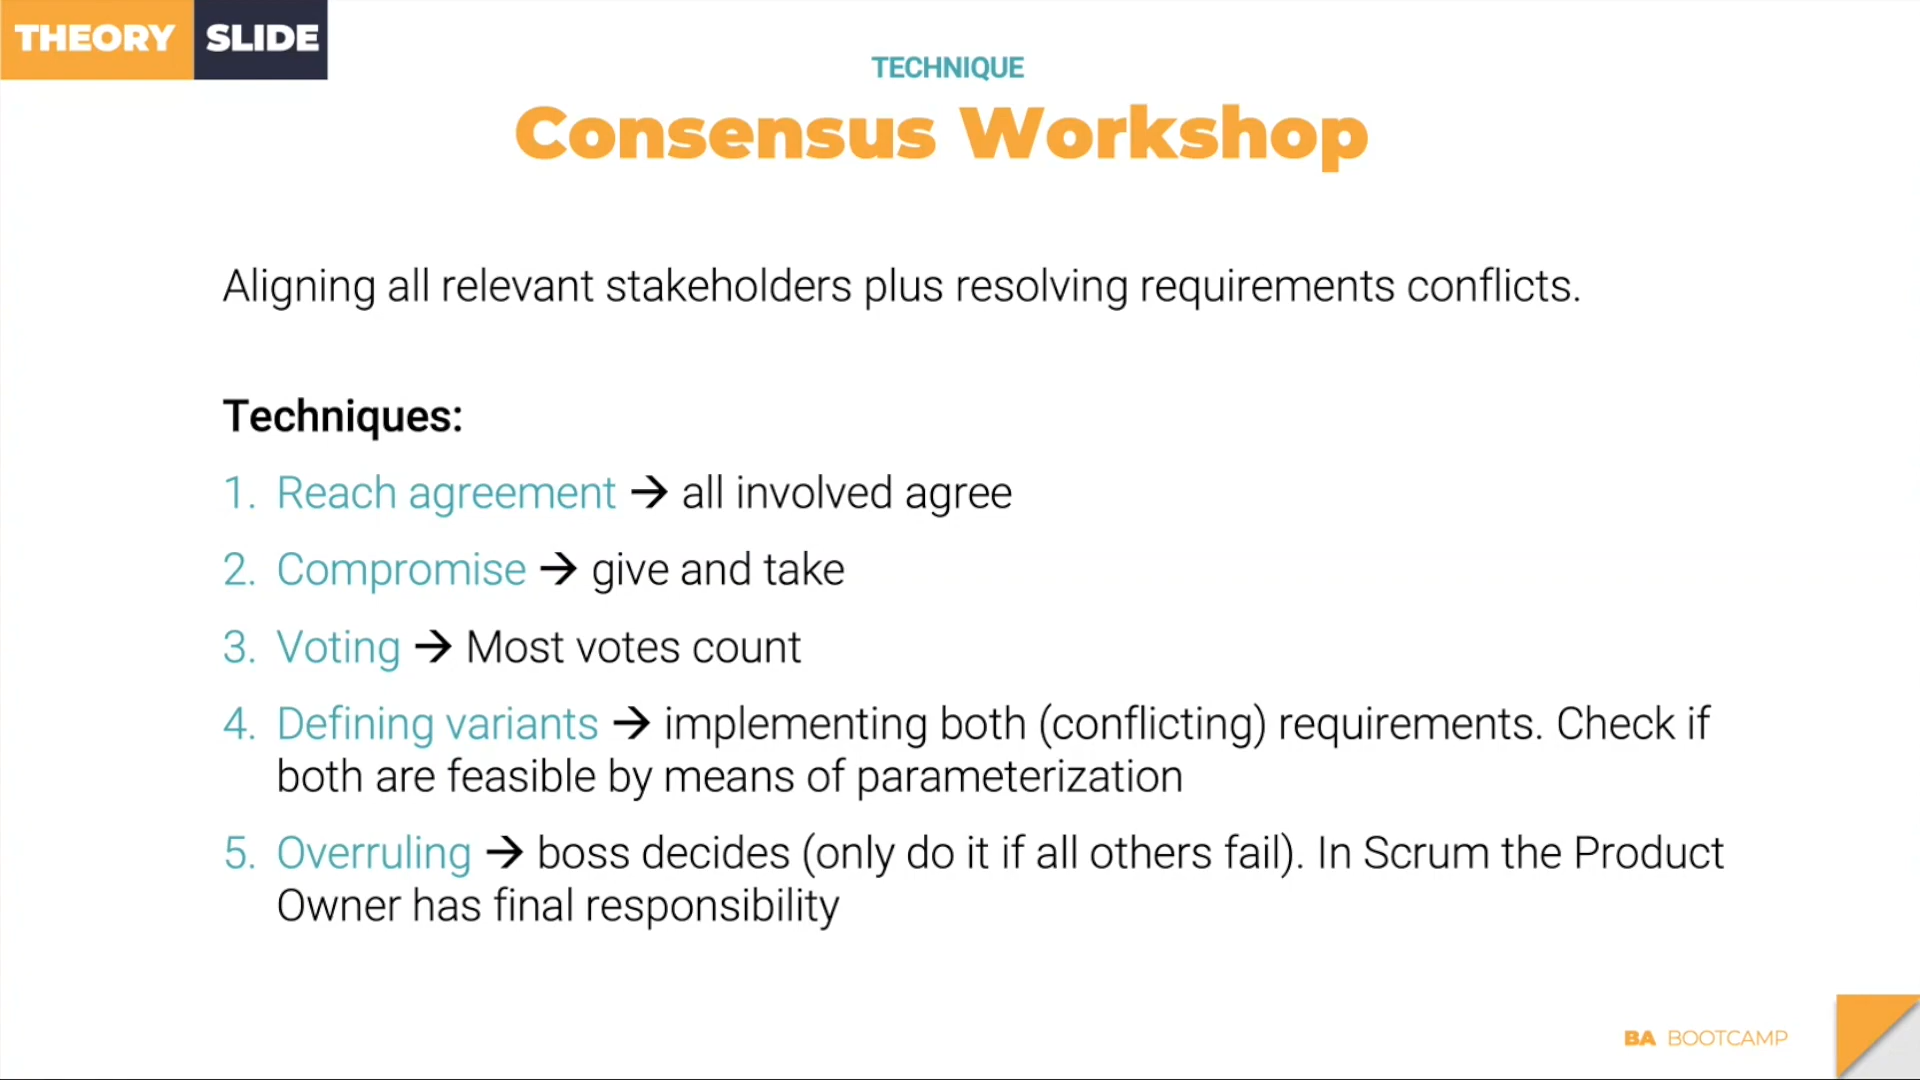 THEORY SLIDE
TECHNIQUE
Consensus Workshop
Aligning all relevant stakeholders plus resolving requirements conflicts.
Techniques:
1. Reach agreement → all involved agree
2. Compromise → give and take
3. Voting → Most votes count
4. Defining variants → implementing both (conflicting) requirements. Check if
both are feasible by means of parameterization
5. Overruling → boss decides (only do it if all others fail). In Scrum the Product
Owner has final responsibility
BA BOOTCAMP